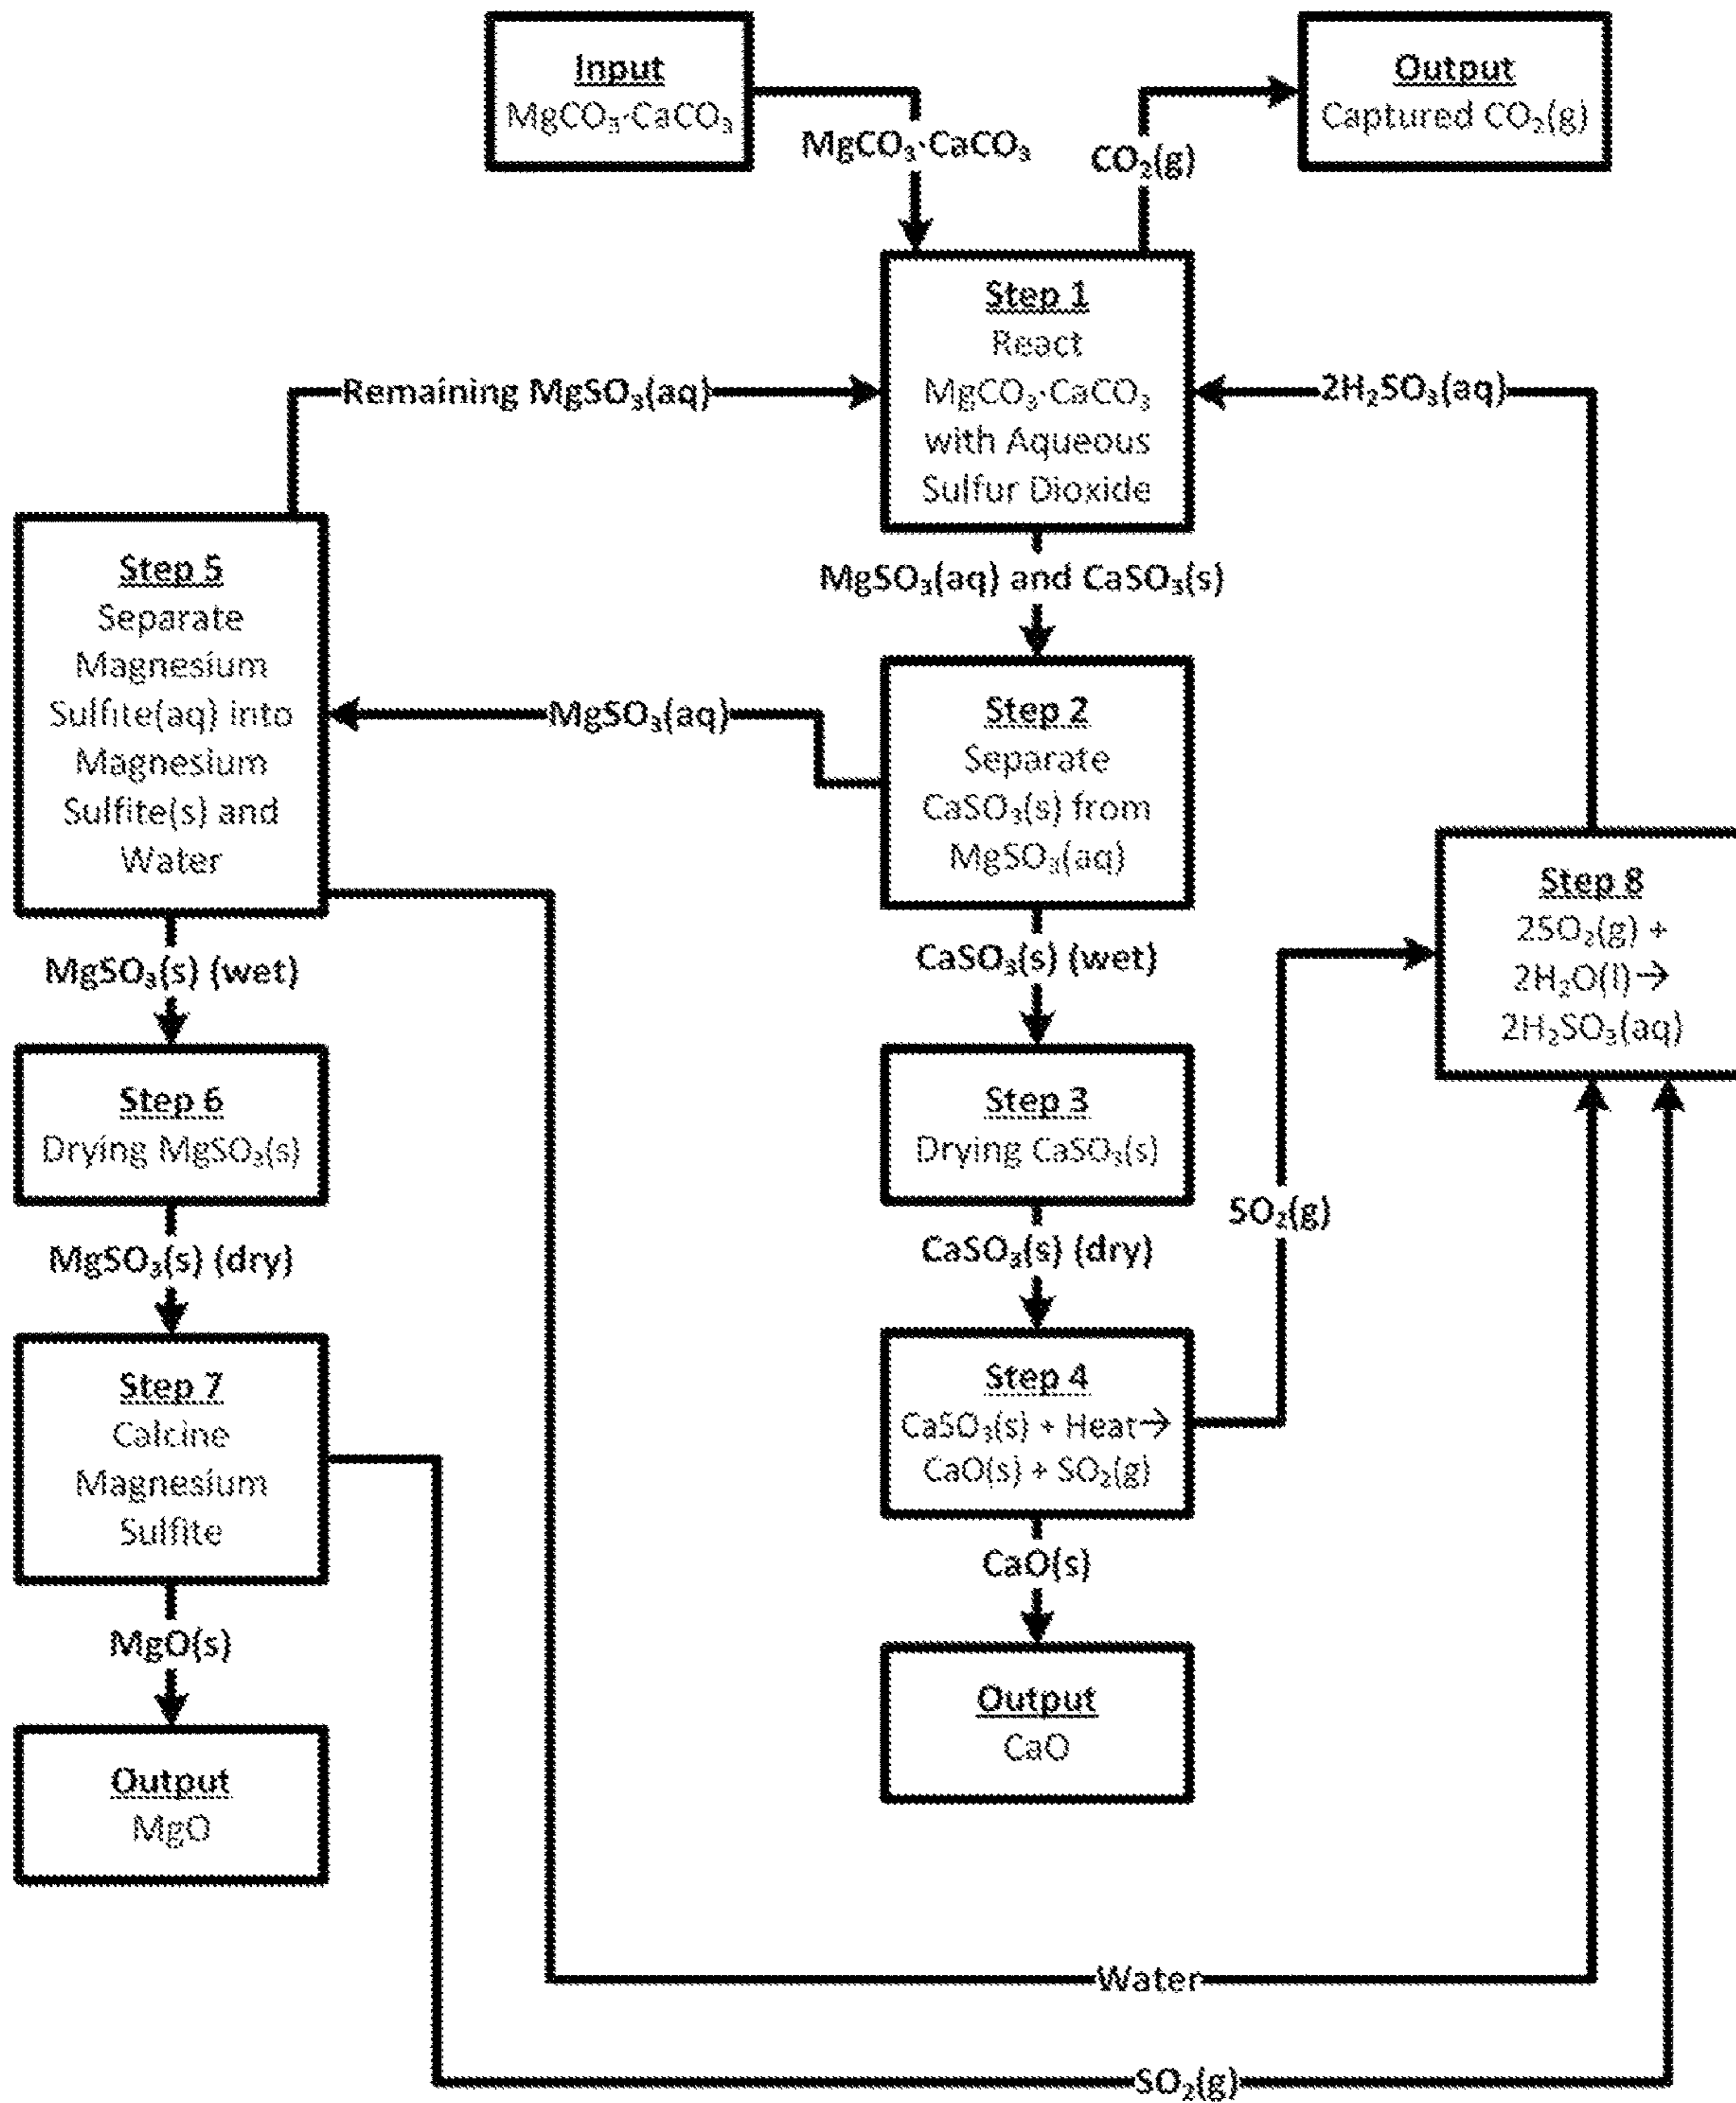 Input
MgCO₃·CaCO₃
Output
Captured CO₂(g)
MgCO₃·CaCO₃
CO₂(g)
Step 1
React
MgCO₃·CaCO₃
with Aqueous
Sulfur Dioxide
Remaining MgSO₃(aq)
2H₂SO₃(aq)
MgSO₃(aq) and CaSO₃(s)
Step 5
Separate
Magnesium
Sulfite(aq) into
Magnesium
Sulfite(s) and
Water
MgSO₃(aq)
Step 2
Separate
CaSO₃(s) from
MgSO₃(aq)
Step 8
2SO₂(g) +
2H₂O(l)→
2H₂SO₃(aq)
MgSO₃(s) (wet)
CaSO₃(s) (wet)
Step 6
Drying MgSO₃(s)
Step 3
Drying CaSO₃(s)
SO₂(g)
MgSO₃(s) (dry)
CaSO₃(s) (dry)
Step 7
Calcine
Magnesium
Sulfite
Step 4
CaSO₃(s) + Heat→
CaO(s) + SO₂(g)
MgO(s)
CaO(s)
Output
MgO
Output
CaO
Water
SO₂(g)